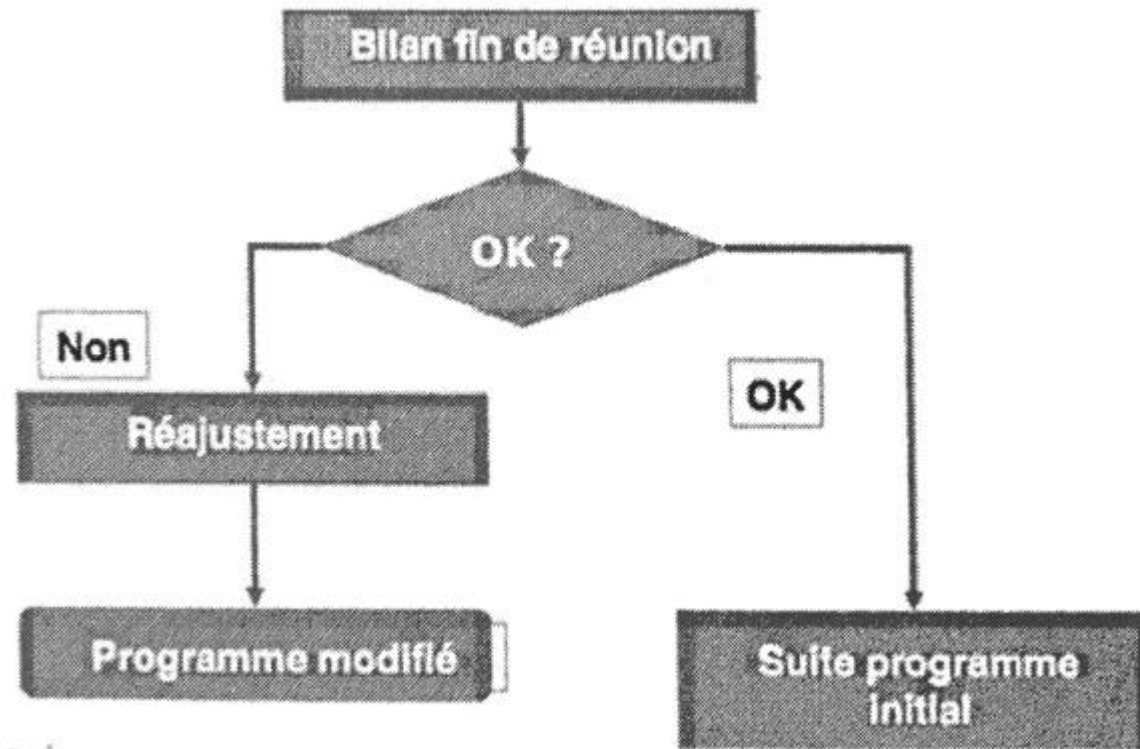 Bilan fin de réunion
OK ?
Non
OK
Réajustement
Programme modifié
Suite programme
initial